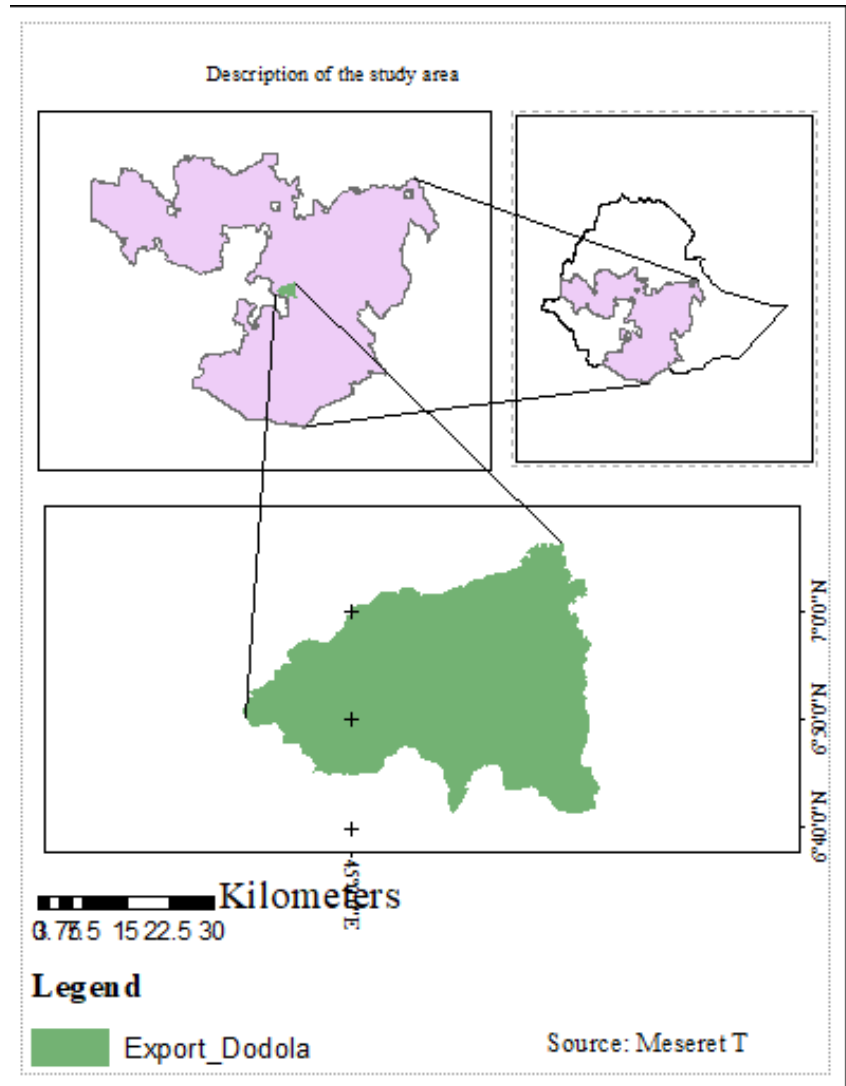 Description of the study area
7°0'0"N
6°50'0"N
6°40'0"N
Kilometers
15 22.5 30
Legend
Export_Dodola
Source: Meseret T